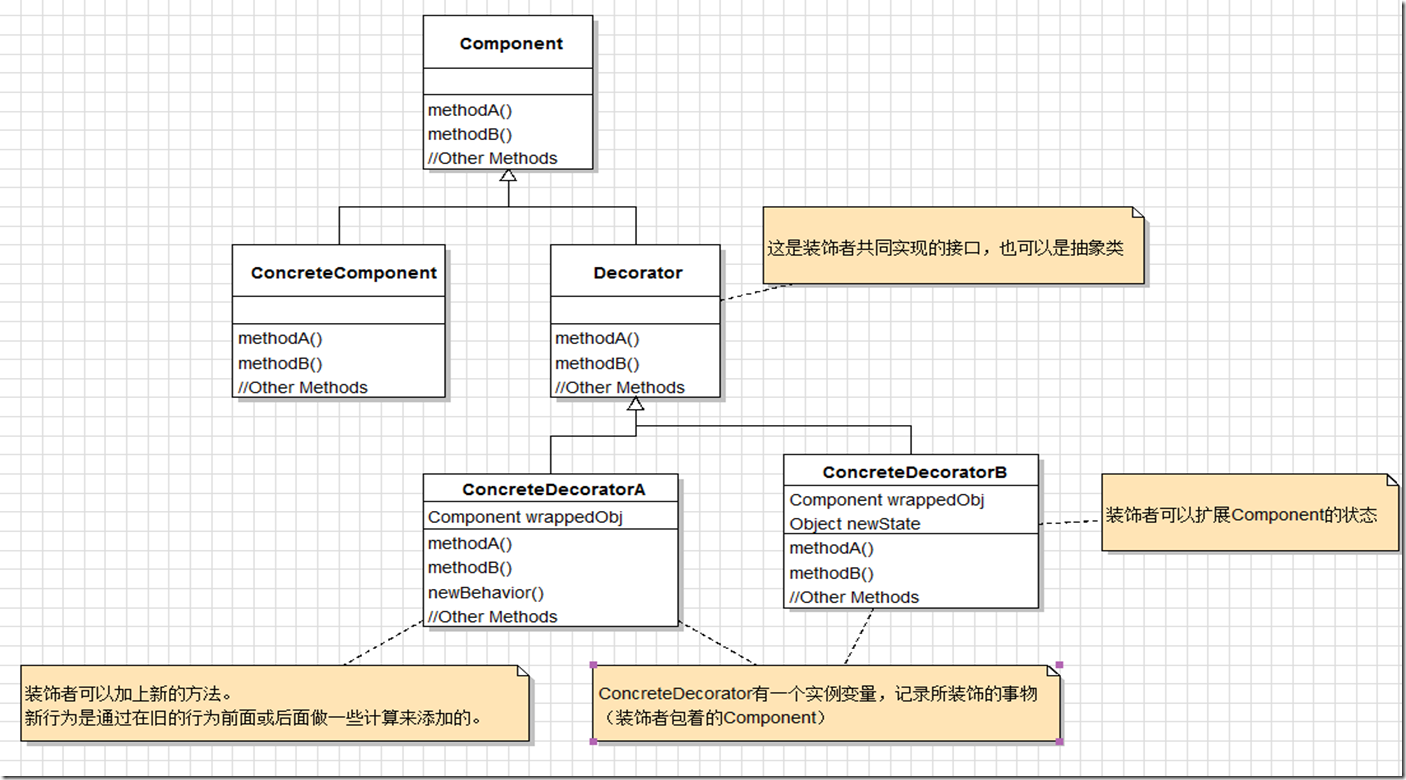 Component
methodA()
methodB()
//Other Methods
ConcreteComponent
methodA()
methodB()
//Other Methods
Decorator
methodA()
methodB()
//Other Methods
这是装饰者共同实现的接口，也可以是抽象类
ConcreteDecoratorA
Component wrappedObj
methodA()
methodB()
newBehavior()
//Other Methods
ConcreteDecoratorB
Component wrappedObj
Object newState
methodA()
methodB()
//Other Methods
装饰者可以扩展Component的状态
装饰者可以加上新的方法。
新行为是通过在旧的行为前面或后面做一些计算来添加的。
ConcreteDecorator有一个实例变量，记录所装饰的事物
（装饰者包着的Component）